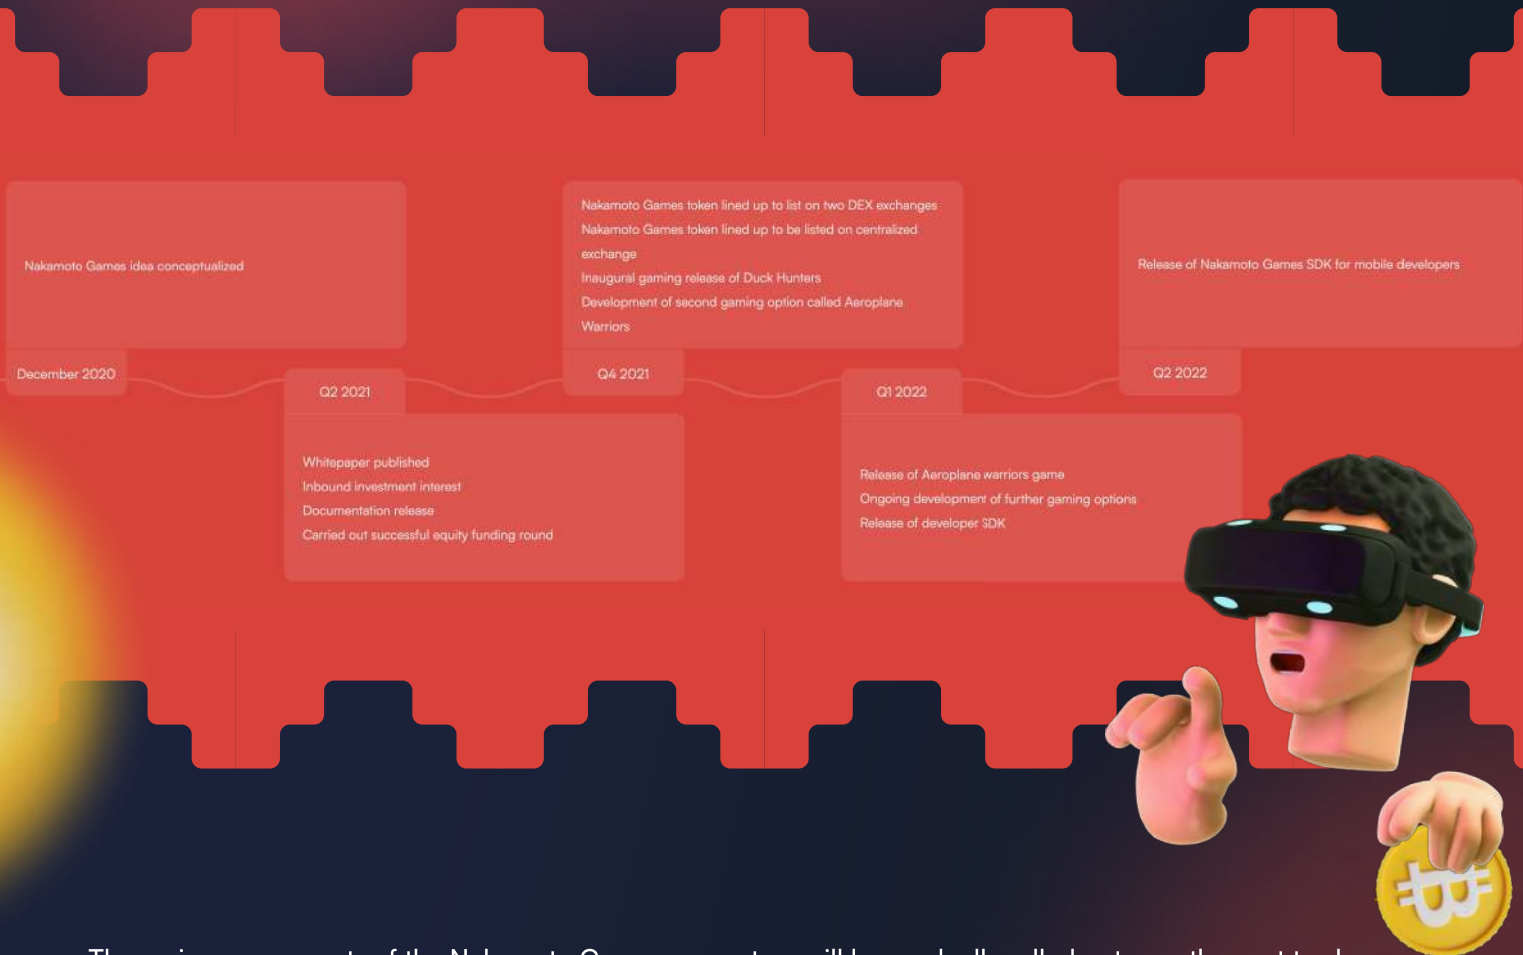 Nakamoto Games idea conceptualized
December 2020
Q2 2021
Whitepaper published
Inbound investment interest
Documentation release
Carried out successful equity funding round
Nakamoto Games token lined up to list on two DEX exchanges
Nakamoto Games token lined up to be listed on centralized
exchange
Inaugural gaming release of Duck Hunters
Development of second gaming option called Aeroplane
Warriors
Q4 2021
Q1 2022
Release of Aeroplane warriors game
Ongoing development of further gaming options
Release of developer SDK
Release of Nakamoto Games SDK for mobile developers
Q2 2022